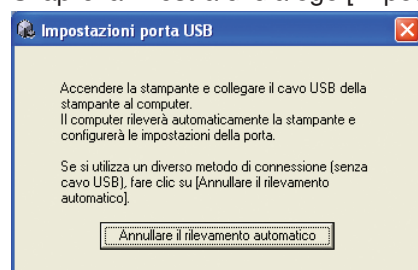 Impostazioni porta USB
Accendere la stampante e collegare il cavo USB della
stampante al computer.
Il computer rileverà automaticamente la stampante e
configurerà le impostazioni della porta.
Se si utilizza un diverso metodo di connessione (senza
cavo USB), fare clic su [Annullare il rilevamento
automatico].
Annullare il rilevamento automatico